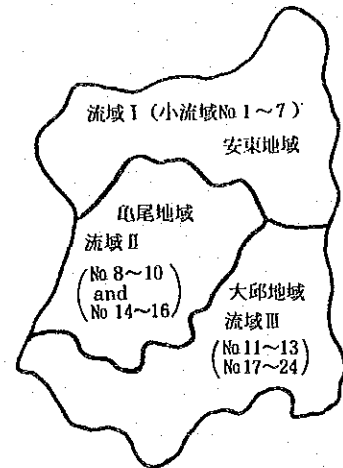 流域Ⅰ（小流域No.1～7）
安東地域
亀尾地域
流域Ⅱ
(No.8～10
and
No.14～16)
大邱地域
流域Ⅲ
(No.11～13
No.17～24)